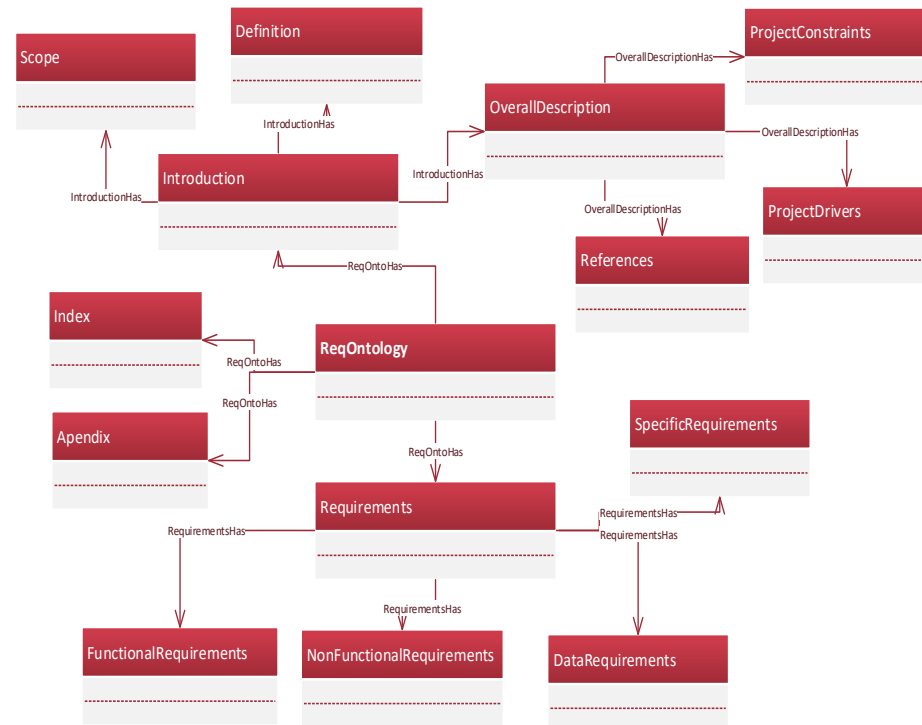 Definition
ProjectConstraints
Scope
OverallDescriptionHas
OverallDescription
IntroductionHas
OverallDescriptionHas
Introduction
IntroductionHas
IntroductionHas
OverallDescriptionHas
ProjectDrivers
References
ReqOntoHas
Index
ReqOntology
ReqOntoHas
ReqOntoHas
Apendix
SpecificRequirements
ReqOntoHas
Requirements
RequirementsHas
RequirementsHas
RequirementsHas
RequirementsHas
FunctionalRequirements
NonFunctionalRequirements
DataRequirements